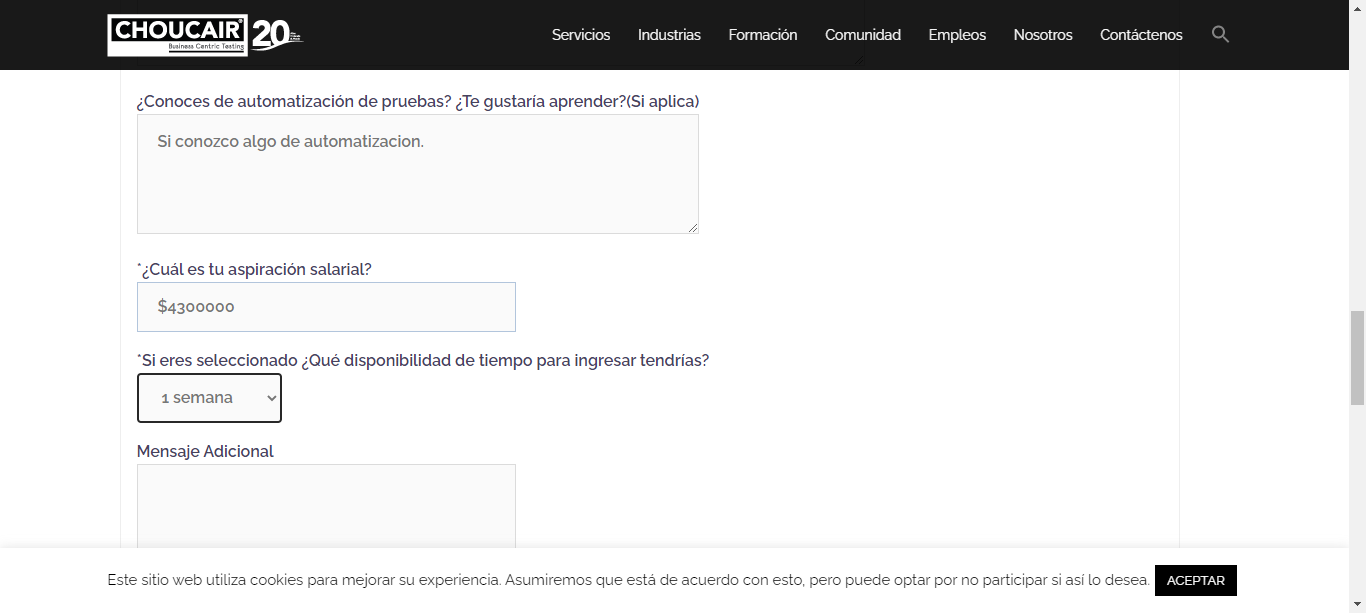 CHOUCAIR
Business Centric Testing
20
Servicios Industrias Formación Comunidad Empleos Nosotros Contáctenos
¿Conoces de automatización de pruebas? ¿Te gustaría aprender?(Si aplica)
Si conozco algo de automatizacion.
*¿Cuál es tu aspiración salarial?
$4300000
*Si eres seleccionado ¿Qué disponibilidad de tiempo para ingresar tendrías?
1 semana
Mensaje Adicional
Este sitio web utiliza cookies para mejorar su experiencia. Asumiremos que está de acuerdo con esto, pero puede optar por no participar si así lo desea. ACEPTAR